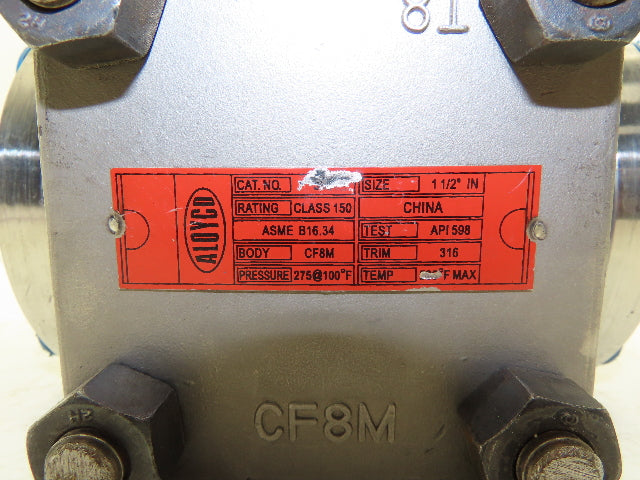 81
ALOYCO
CAT. NO. SIZE 1 1/2" IN
RATING CLASS 150 CHINA
ASME B16.34 TEST API 598
BODY CF8M TRIM 316
PRESSURE 275@100°F TEMP °F MAX
CF8M